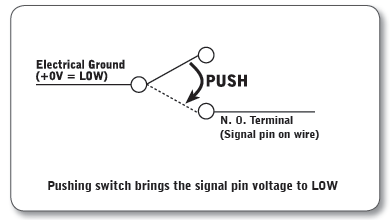 Electrical Ground
(+0V = LOW)
PUSH
N. O. Terminal
(Signal pin on wire)
Pushing switch brings the signal pin voltage to LOW